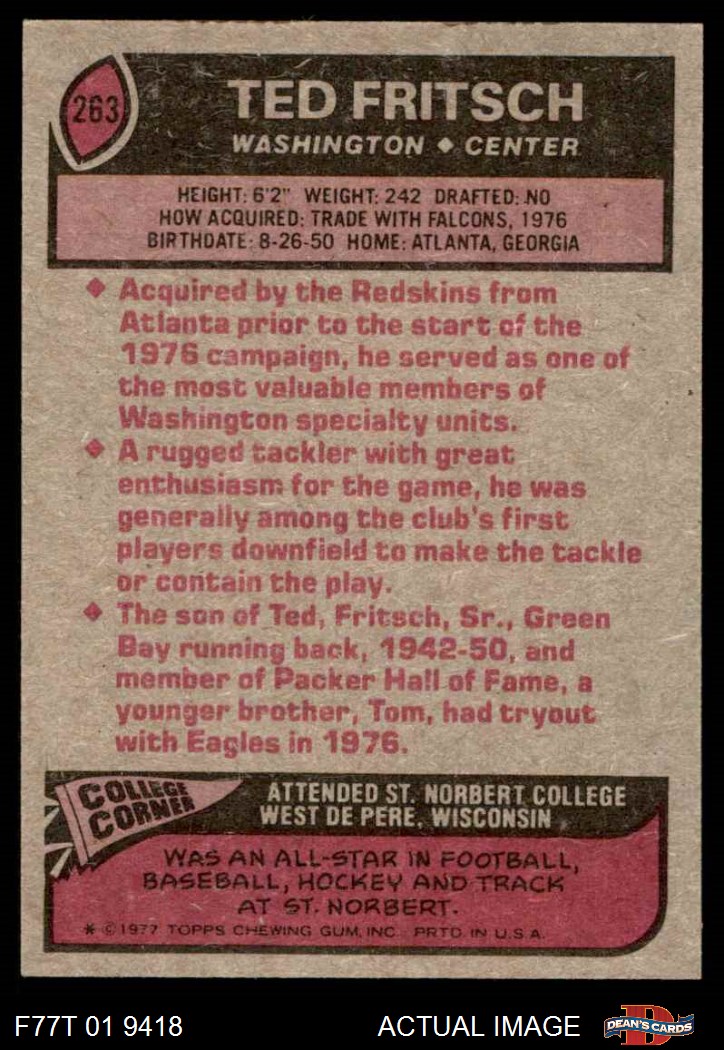 263
TED FRITSCH
WASHINGTON ◆ CENTER
HEIGHT: 6'2" WEIGHT: 242 DRAFTED: NO
HOW ACQUIRED: TRADE WITH FALCONS, 1976
BIRTHDATE: 8-26-50 HOME: ATLANTA, GEORGIA
◆ Acquired by the Redskins from
Atlanta prior to the start of the
1976 campaign, he served as one of
the most valuable members of
Washington specialty units.
◆ A rugged tackler with great
enthusiasm for the game, he was
generally among the club's first
players downfield to make the tackle
or contain the play.
◆ The son of Ted, Fritsch, Sr., Green
Bay running back, 1942-50, and
member of Packer Hall of Fame, a
younger brother, Tom, had tryout
with Eagles in 1976.
COLLEGE
CORNER
ATTENDED ST. NORBERT COLLEGE
WEST DE PERE, WISCONSIN
WAS AN ALL-STAR IN FOOTBALL,
BASEBALL, HOCKEY AND TRACK
AT ST. NORBERT.
* © 1977 TOPPS CHEWING GUM, INC. PRTD IN U.S.A.
F77T 01 9418
ACTUAL IMAGE
D
DEAN'S CARDS